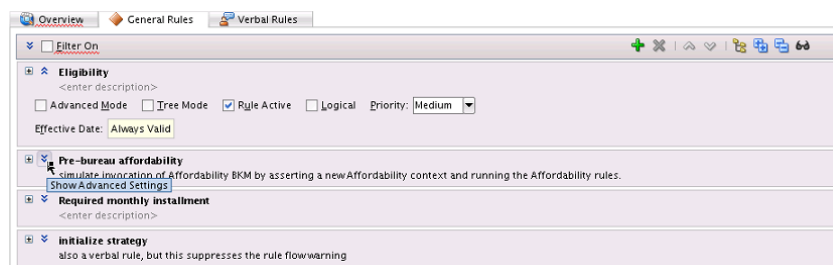 Overview General Rules Verbal Rules
Filter On
Eligibility
<enter description>
Advanced Mode Tree Mode Rule Active Logical Priority: Medium
Effective Date: Always Valid
Pre-bureau affordability
simulate invocation of Affordability BKM by asserting a new Affordability context and running the Affordability rules.
Show Advanced Settings
Required monthly installment
<enter description>
initialize strategy
also a verbal rule, but this suppresses the rule flow warning